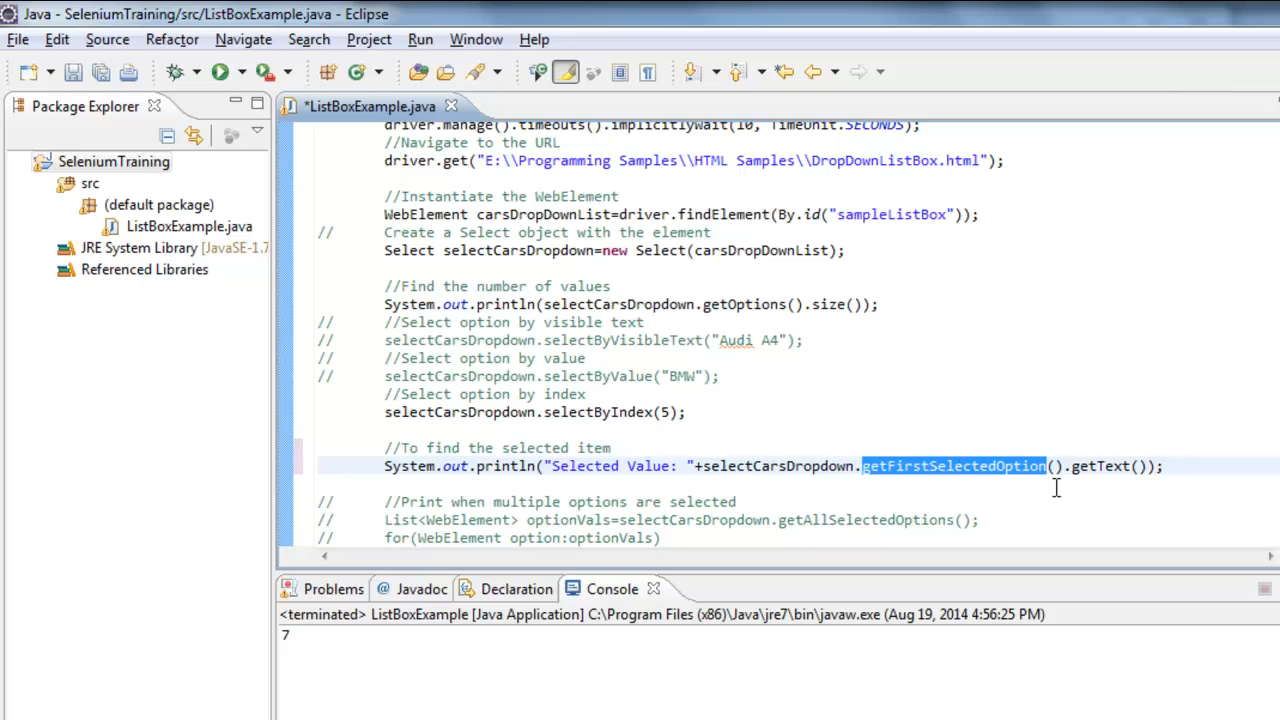 Java - SeleniumTraining/src/ListBoxExample.java - Eclipse
File Edit Source Refactor Navigate Search Project Run Window Help
Package Explorer
*ListBoxExample.java
SeleniumTraining
src
(default package)
ListBoxExample.java
JRE System Library [JavaSE-1.7
Referenced Libraries
driver.manage().timeouts().implicitlyWait(10, TimeUnit.SECONDS);
//Navigate to the URL
driver.get("E:\\Programming Samples\\HTML Samples\\DropDownListBox.html");
//Instantiate the WebElement
WebElement carsDropDownList=driver.findElement(By.id("sampleListBox"));
// Create a Select object with the element
Select selectCarsDropdown=new Select(carsDropDownList);
//Find the number of values
System.out.println(selectCarsDropdown.getOptions().size());
// //Select option by visible text
// selectCarsDropdown.selectByVisibleText("Audi A4");
// //Select option by value
// selectCarsDropdown.selectByValue("BMW");
//Select option by index
selectCarsDropdown.selectByIndex(5);
//To find the selected item
System.out.println("Selected Value: "+selectCarsDropdown.getFirstSelectedOption().getText());
// //Print when multiple options are selected
// List<WebElement> optionVals=selectCarsDropdown.getAllSelectedOptions();
// for(WebElement option:optionVals)
Problems @ Javadoc Declaration Console
<terminated> ListBoxExample [Java Application] C:\Program Files (x86)\Java\jre7\bin\javaw.exe (Aug 19, 2014 4:56:25 PM)
7